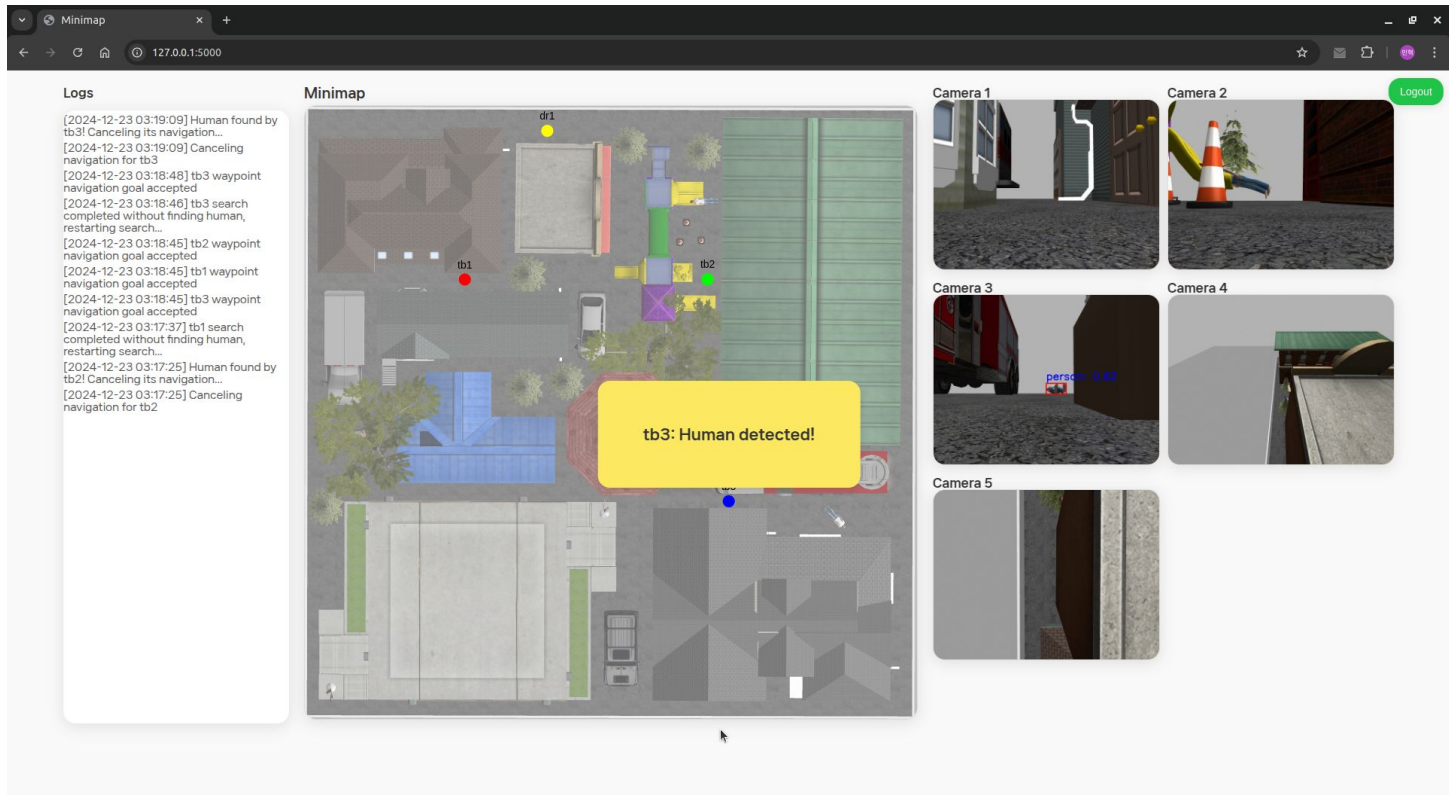 Minimap
127.0.0.1:5000
Logs
[2024-12-23 03:19:09] Human found by
tb3! Canceling its navigation...
[2024-12-23 03:19:09] Canceling
navigation for tb3
[2024-12-23 03:18:48] tb3 waypoint
navigation goal accepted
[2024-12-23 03:18:46] tb3 search
completed without finding human,
restarting search...
[2024-12-23 03:18:45] tb2 waypoint
navigation goal accepted
[2024-12-23 03:18:45] tb1 waypoint
navigation goal accepted
[2024-12-23 03:18:45] tb3 waypoint
navigation goal accepted
[2024-12-23 03:17:37] tb1 search
completed without finding human,
restarting search...
[2024-12-23 03:17:25] Human found by
tb2! Canceling its navigation...
[2024-12-23 03:17:25] Canceling
navigation for tb2
Minimap
dr1
tb1
tb2
tb3: Human detected!
Camera 1
Camera 2
Logout
Camera 3
person
Camera 4
Camera 5